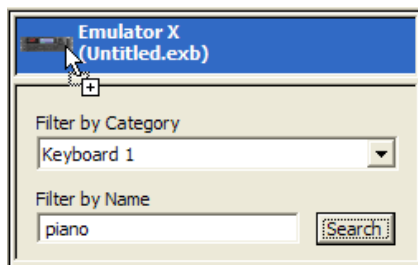 Emulator X
(Untitled.exb)
Filter by Category
Keyboard 1
Filter by Name
piano
Search